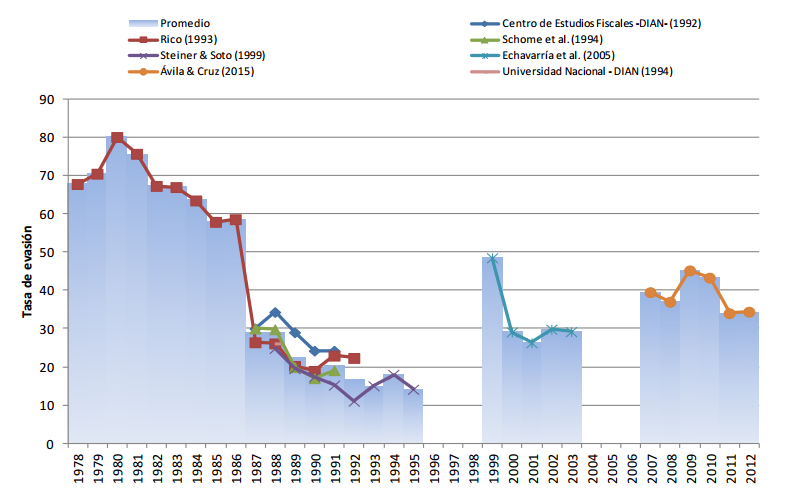 Promedio
Centro de Estudios Fiscales -DIAN- (1992)
Rico (1993)
Schome et al. (1994)
Steiner & Soto (1999)
Echavarría et al. (2005)
Ávila & Cruz (2015)
Universidad Nacional - DIAN (1994)
Tasa de evasión
90
80
70
60
50
40
30
20
10
0
1978 1979 1980 1981 1982 1983 1984 1985 1986 1987 1988 1989 1990 1991 1992 1993 1994 1995 1996 1997 1998 1999 2000 2001 2002 2003 2004 2005 2006 2007 2008 2009 2010 2011 2012